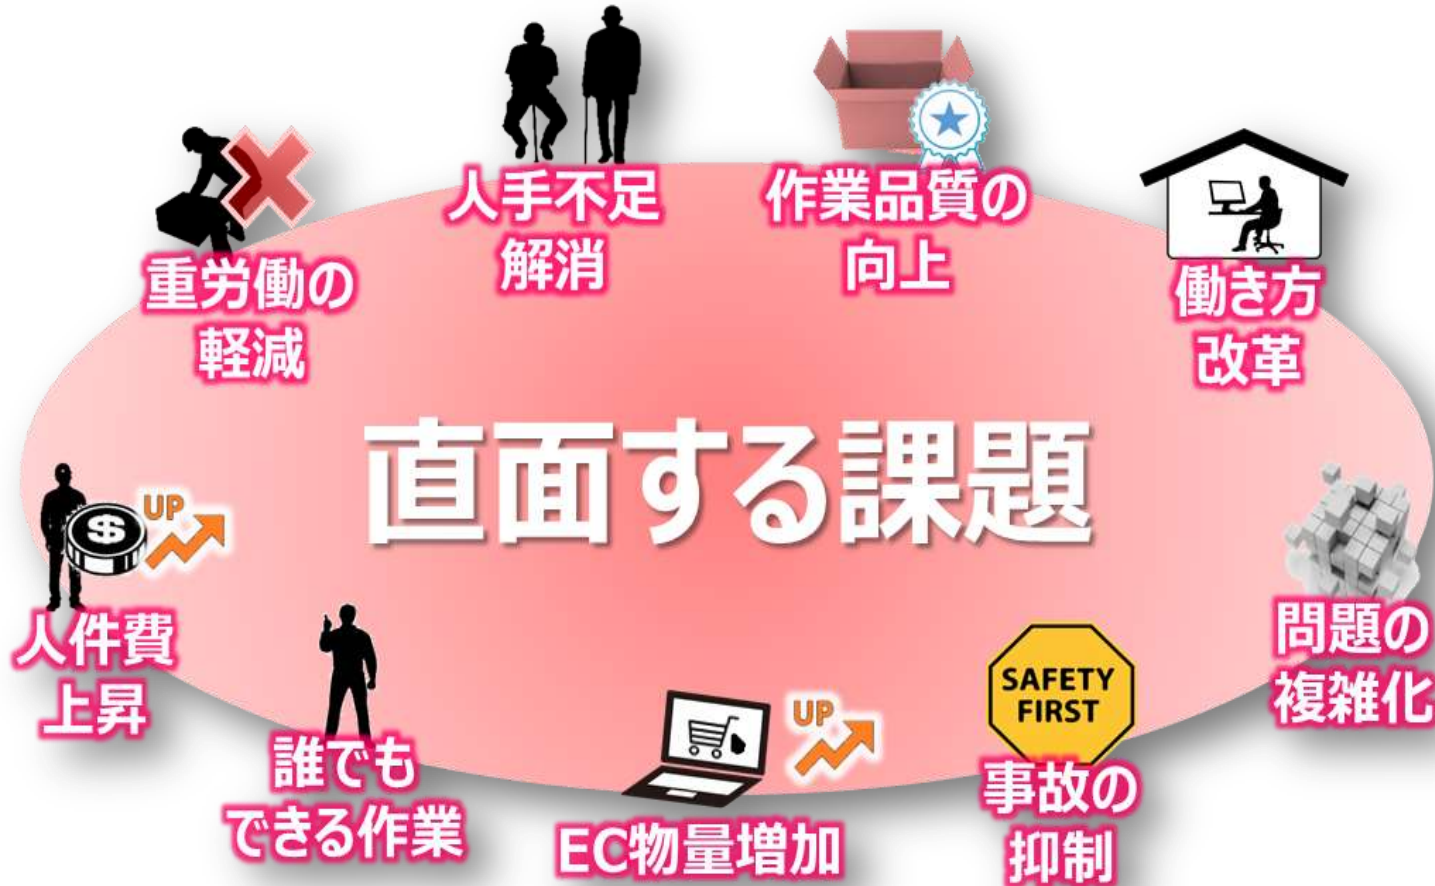 人手不足
解消
作業品質の
向上
重労働の
軽減
働き方
改革
直面する課題
$
UP
人件費
上昇
誰でも
できる作業
UP
EC物量増加
SAFETY
FIRST
事故の
抑制
問題の
複雑化